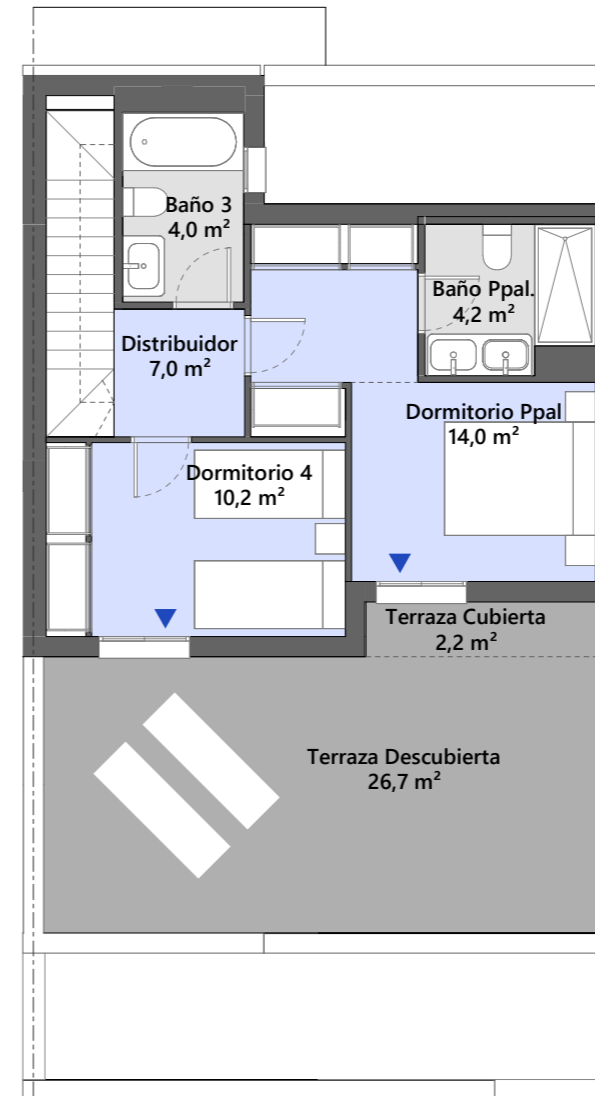 Baño 3
4,0 m²
Baño Ppal.
4,2 m²
Distribuidor
7,0 m²
Dormitorio Ppal
14,0 m²
Dormitorio 4
10,2 m²
Terraza Cubierta
2,2 m²
Terraza Descubierta
26,7 m²